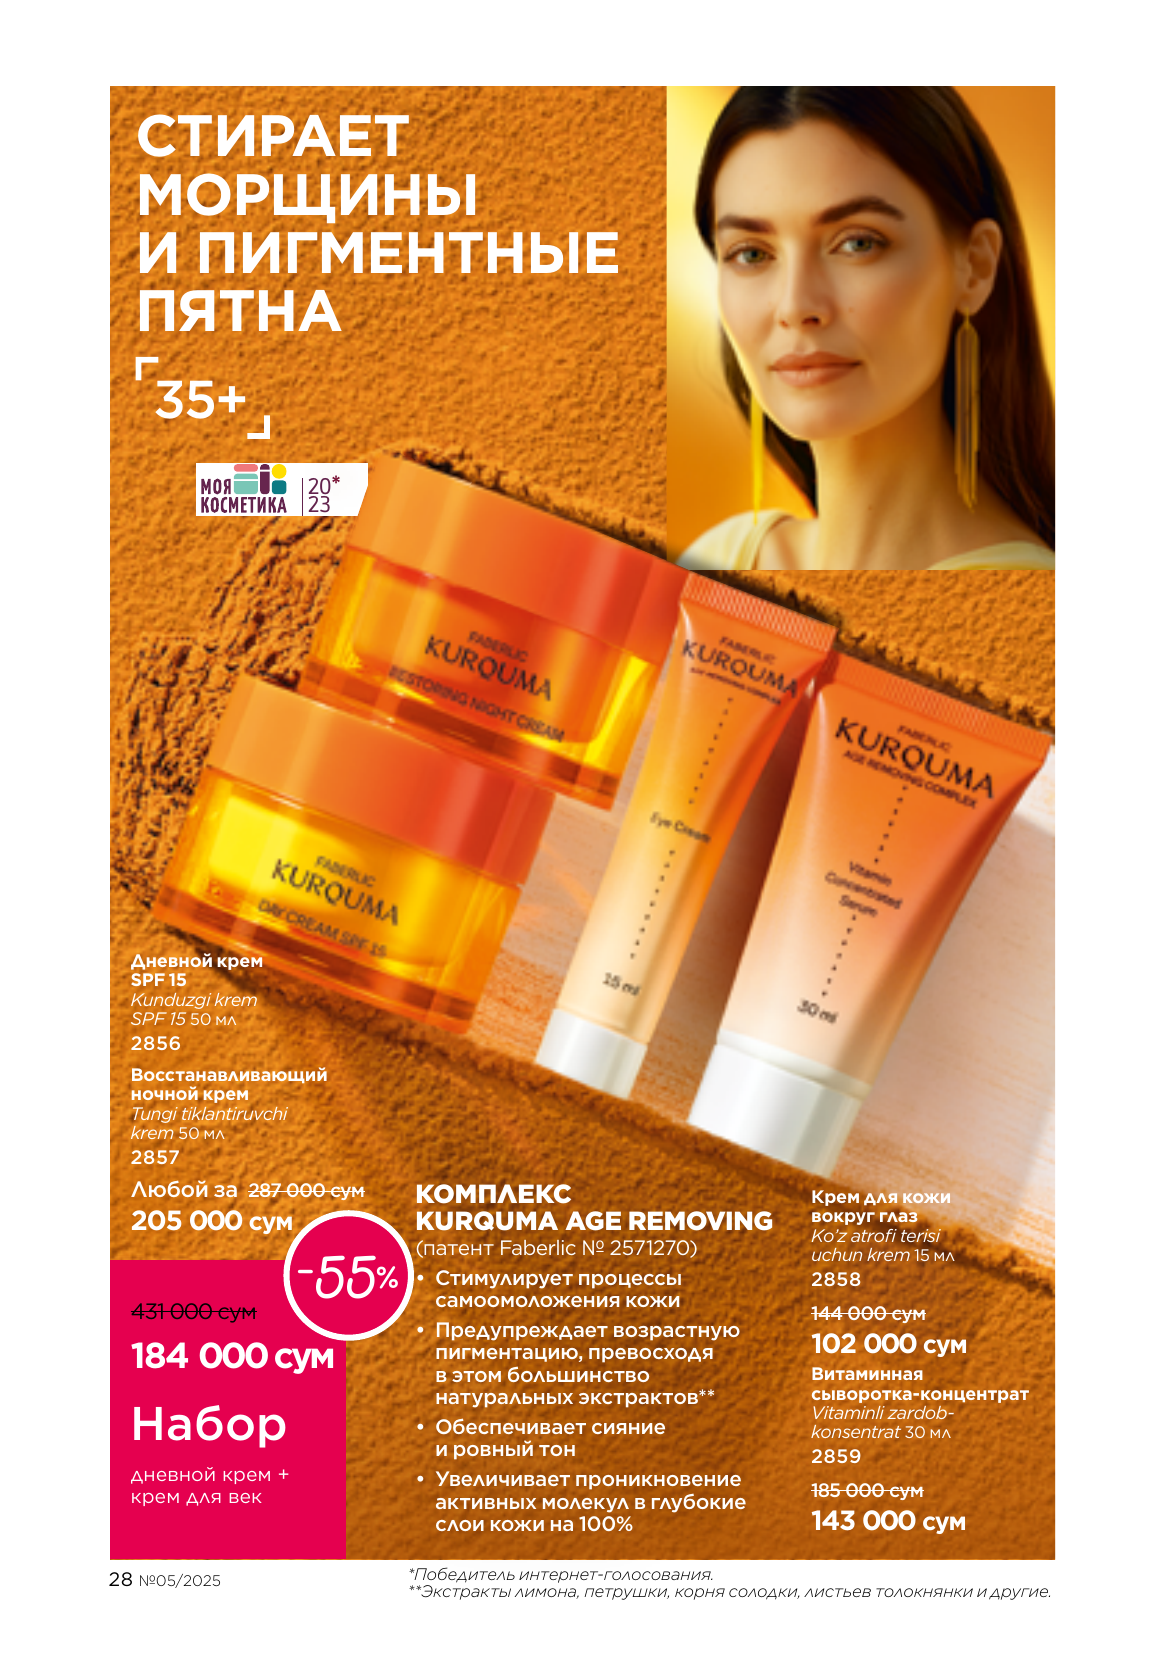 СТИРАЕТ
МОРЩИНЫ
И ПИГМЕНТНЫЕ
ПЯТНА
35+
МОЯ
КОСМЕТИКА
20*
23
FABERLIC
KURQUMA
RESTORING NIGHT CREAM
FABERLIC
KURQUMA
DAY CREAM SPF 15
FABERLIC
KURQUMA
AGE REMOVING COMPLEX
Eye Cream
15 ml
FABERLIC
KURQUMA
AGE REMOVING COMPLEX
Vitamin
Concentrated
Serum
30 ml
Дневной крем
SPF 15
Kunduzgi krem
SPF 15 50 мл
2856
Восстанавливающий
ночной крем
Tungi tiklantiruvchi
krem 50 мл
2857
Любой за 287 000 сум
205 000 сум
-55%
431 000 сум
184 000 сум
Набор
дневной крем +
крем для век
КОМПЛЕКС
KURQUMA AGE REMOVING
(патент Faberlic № 2571270)
• Стимулирует процессы
самоомоложения кожи
• Предупреждает возрастную
пигментацию, превосходя
в этом большинство
натуральных экстрактов**
• Обеспечивает сияние
и ровный тон
• Увеличивает проникновение
активных молекул в глубокие
слои кожи на 100%
Крем для кожи
вокруг глаз
Ko'z atrofi terisi
uchun krem 15 мл
2858
144 000 сум
102 000 сум
Витаминная
сыворотка-концентрат
Vitaminli zardob-
konsentrat 30 мл
2859
185 000 сум
143 000 сум
28 №05/2025
*Победитель интернет-голосования.
**Экстракты лимона, петрушки, корня солодки, листьев толокнянки и другие.